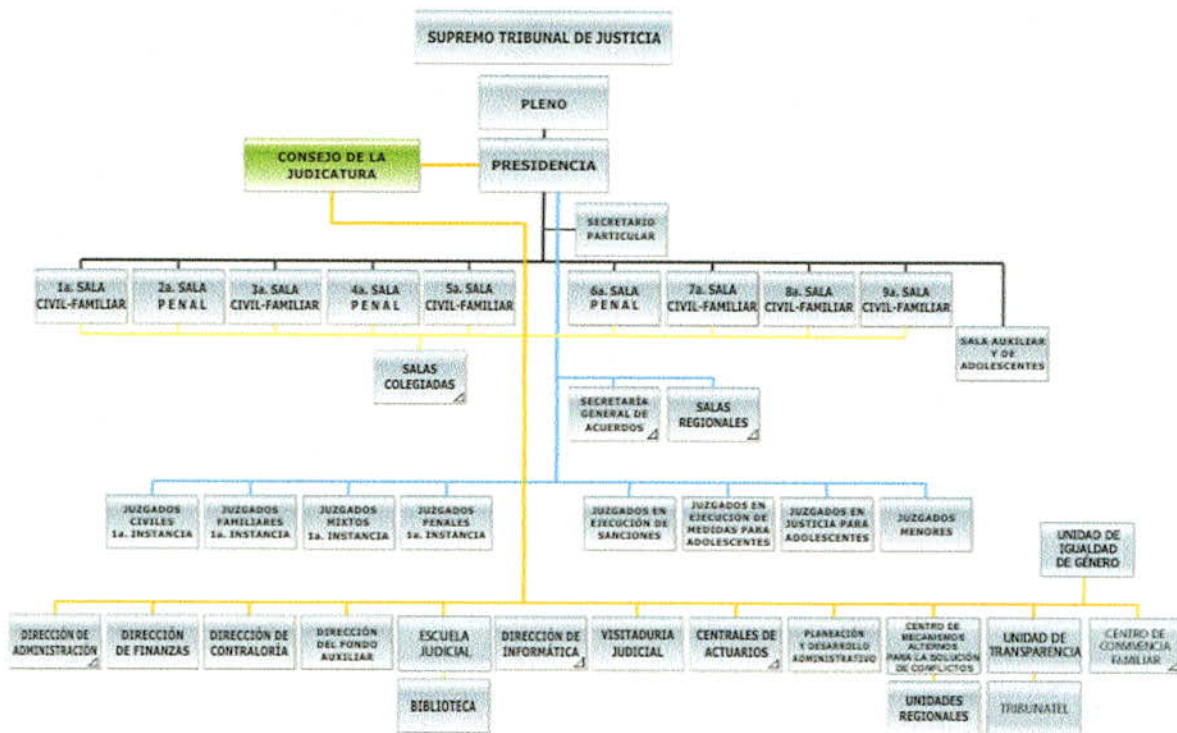 SUPREMO TRIBUNAL DE JUSTICIA
PLENO
CONSEJO DE LA
JUDICATURA
PRESIDENCIA
SECRETARIO
PARTICULAR
1a. SALA
CIVIL-FAMILIAR
2a. SALA
P E N A L
3a. SALA
CIVIL-FAMILIAR
4a. SALA
PENAL
5a. SALA
CIVIL-FAMILIAR
6a. SALA
P E N A L
7a. SALA
CIVIL-FAMILIAR
8a. SALA
CIVIL-FAMILIAR
9a. SALA
CIVIL-FAMILIAR
SALA AUXILIAR
Y DE
ADOLESCENTES
SALAS
COLEGIADAS
SECRETARÍA
GENERAL DE
ACUERDOS
SALAS
REGIONALES
JUZGADOS
CIVILES
1a. INSTANCIA
JUZGADOS
FAMILIARES
1a. INSTANCIA
JUZGADOS
MIXTOS
1a. INSTANCIA
JUZGADOS
PENALES
1a. INSTANCIA
JUZGADOS EN
EJECUCIÓN DE
SANCIONES
JUZGADOS EN
EJECUCIÓN DE
MEDIDAS PARA
ADOLESCENTES
JUZGADOS EN
JUSTICIA PARA
ADOLESCENTES
JUZGADOS
MENORES
UNIDAD DE
IGUALDAD
DE GÉNERO
DIRECCIÓN DE
ADMINISTRACIÓN
DIRECCIÓN
DE FINANZAS
DIRECCIÓN DE
CONTRALORÍA
DIRECCIÓN
DEL FONDO
AUXILIAR
ESCUELA
JUDICIAL
DIRECCIÓN DE
INFORMÁTICA
VISITADURIA
JUDICIAL
CENTRALES DE
ACTUARIOS
PLANEACIÓN
Y DESARROLLO
ADMINISTRATIVO
CENTRO DE
MECANISMOS
ALTERNOS
PARA LA SOLUCIÓN
DE CONFLICTOS
UNIDAD DE
TRANSPARENCIA
CENTRO DE
CONVIVENCIA
FAMILIAR
BIBLIOTECA
UNIDADES
REGIONALES
TRIBUNATEL